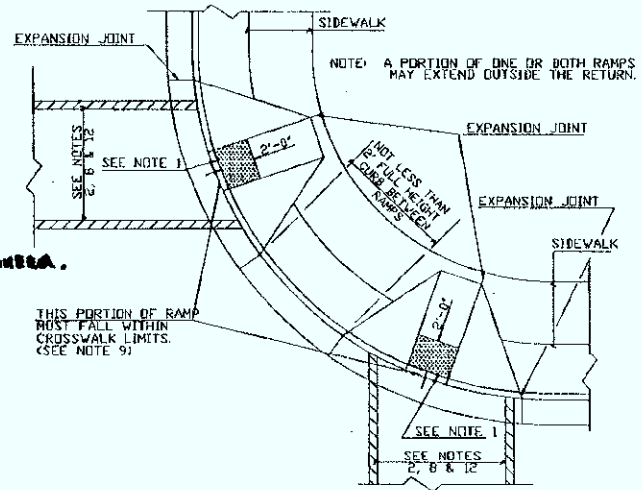 SIDEWALK
EXPANSION JOINT
NOTE: A PORTION OF ONE OR BOTH RAMPS
MAY EXTEND OUTSIDE THE RETURN.
EXPANSION JOINT
SEE NOTES
2, 8 & 12
SEE NOTE 1
2'-0"
(NOT LESS THAN
12" FULL HEIGHT
CURB BETWEEN
RAMPS
EXPANSION JOINT
SIDEWALK
THIS PORTION OF RAMP
MOST FALL WITHIN
CROSSWALK LIMITS.
(SEE NOTE 9)
2'-0"
SEE NOTE 1
SEE NOTES
2, 8 & 12